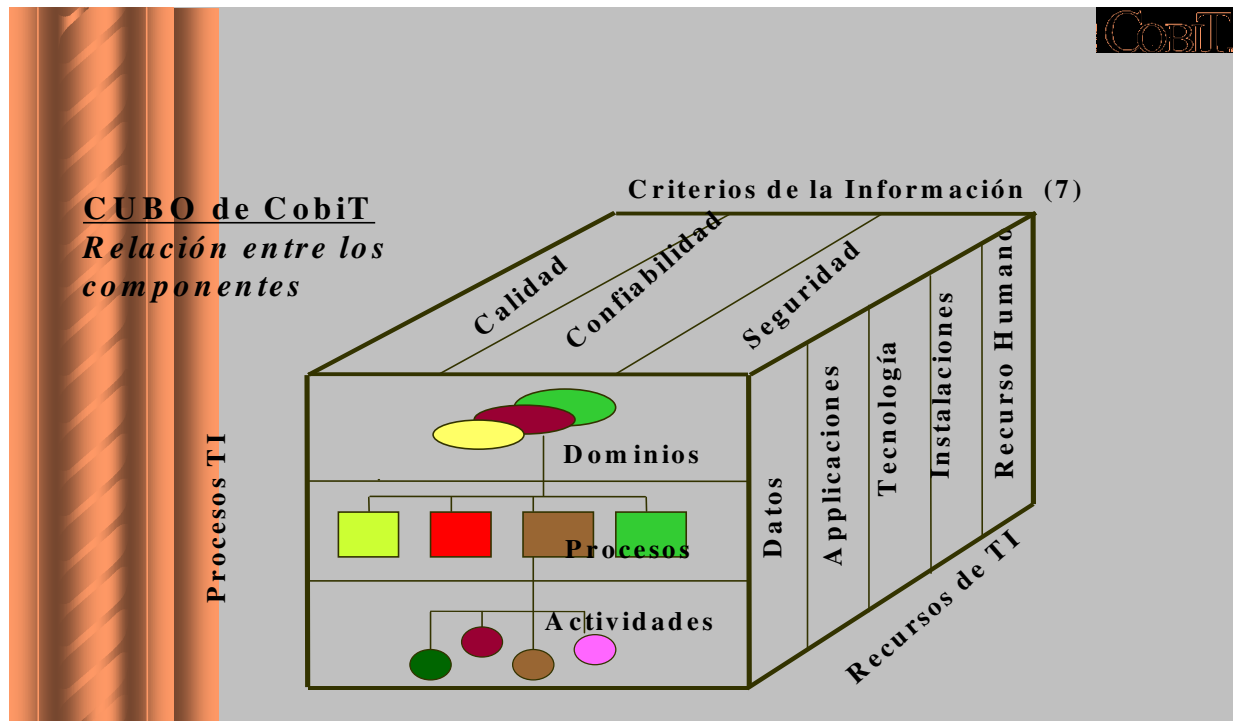 COBIT
Criterios de la Información (7)
CUBO de CobiT
Relación entre los
componentes
Calidad
Confiabilidad
Seguridad
Procesos TI
Dominios
Procesos
Actividades
Datos
Applicaciones
Tecnología
Instalaciones
Recurso Humano
Recursos de TI